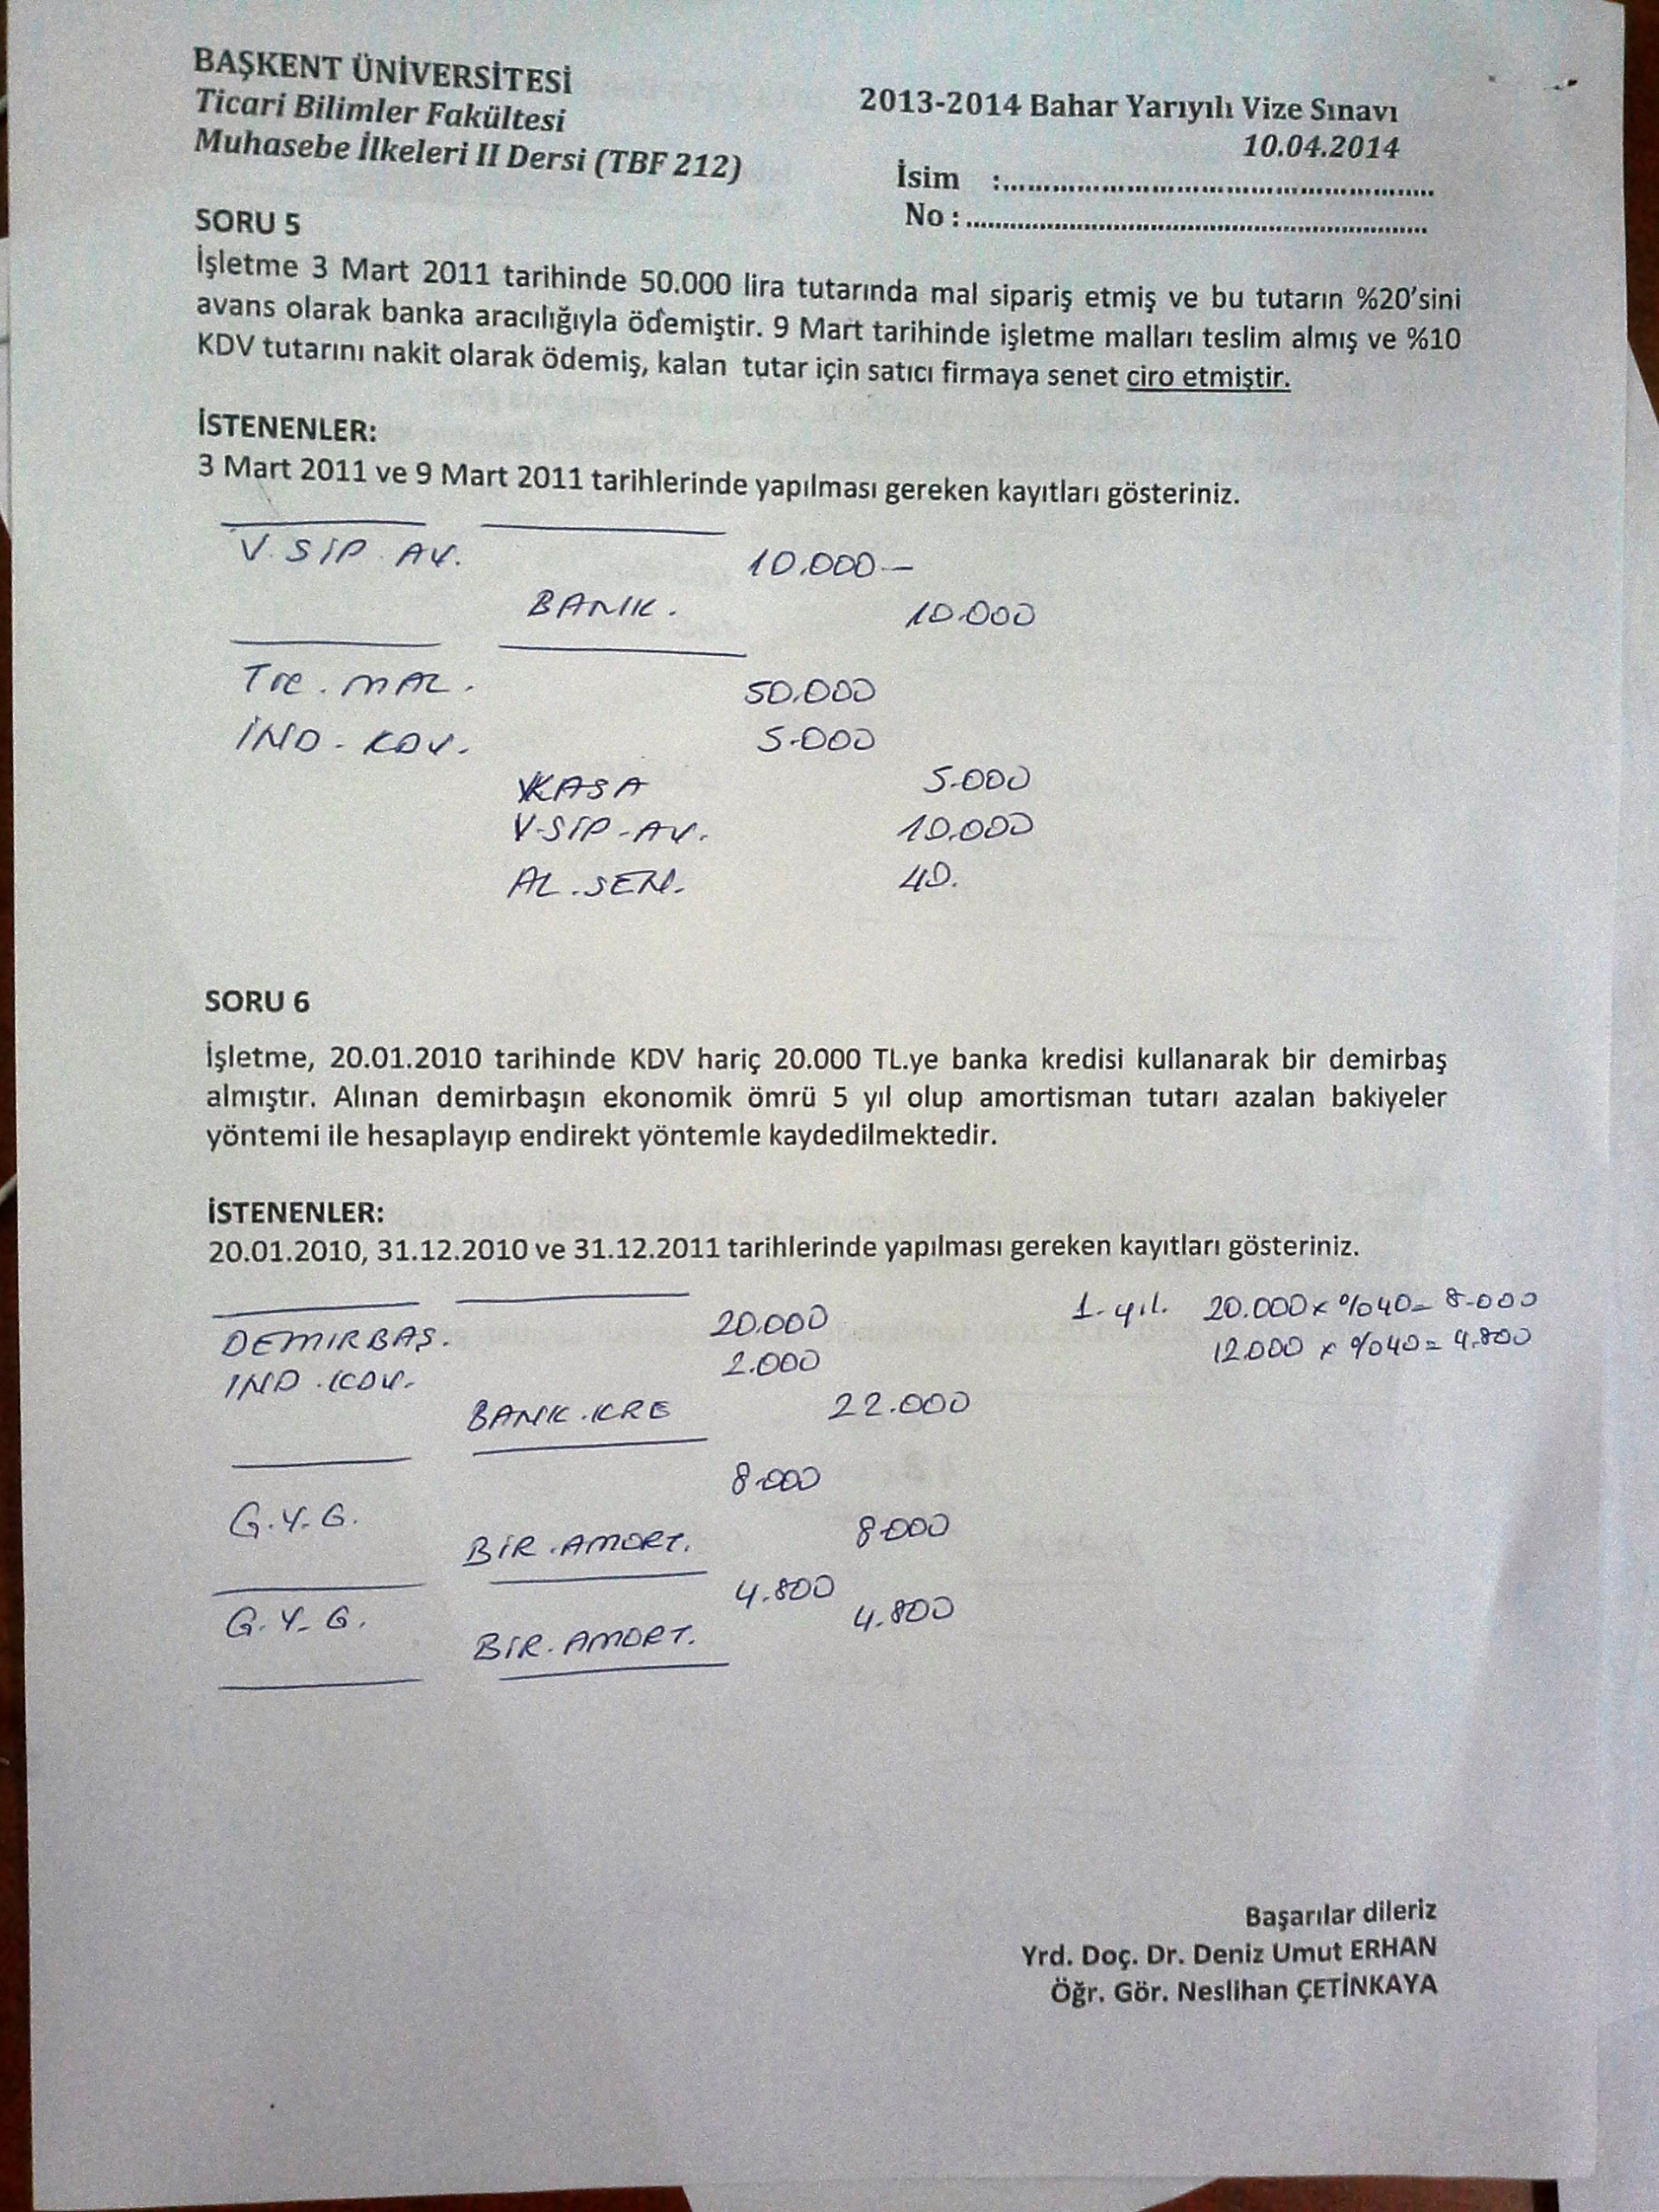 BAŞKENT ÜNİVERSİTESİ
Ticari Bilimler Fakültesi
Muhasebe İlkeleri II Dersi (TBF 212)
2013-2014 Bahar Yarıyılı Vize Sınavı
10.04.2014
İsim :..........................................................
No :................................................................
SORU 5
İşletme 3 Mart 2011 tarihinde 50.000 lira tutarında mal sipariş etmiş ve bu tutarın %20'sini
avans olarak banka aracılığıyla ödemiştir. 9 Mart tarihinde işletme malları teslim almış ve %10
KDV tutarını nakit olarak ödemiş, kalan tutar için satıcı firmaya senet ciro etmiştir.
İSTENENLER:
3 Mart 2011 ve 9 Mart 2011 tarihlerinde yapılması gereken kayıtları gösteriniz.
V. SİP. AV. 10.000.—
BANK. 10.000
Tic. MAL. 50.000
İND. KDV. 5.000
KASA 5.000
V.SİP.AV. 10.000
AL.SEN. 40.
SORU 6
İşletme, 20.01.2010 tarihinde KDV hariç 20.000 TL.ye banka kredisi kullanarak bir demirbaş
almıştır. Alınan demirbaşın ekonomik ömrü 5 yıl olup amortisman tutarı azalan bakiyeler
yöntemi ile hesaplayıp endirekt yöntemle kaydedilmektedir.
İSTENENLER:
20.01.2010, 31.12.2010 ve 31.12.2011 tarihlerinde yapılması gereken kayıtları gösteriniz.
1. yıl. 20.000 x %40= 8.000
12.000 x %40= 4.800
DEMIRBAŞ. 20.000
IND. KDV. 2.000
BANK.KRE 22.000
G.Y.G. 8.000
BİR.AMORT. 8.000
G.Y.G. 4.800
BİR.AMORT. 4.800
Başarılar dileriz
Yrd. Doç. Dr. Deniz Umut ERHAN
Öğr. Gör. Neslihan ÇETİNKAYA